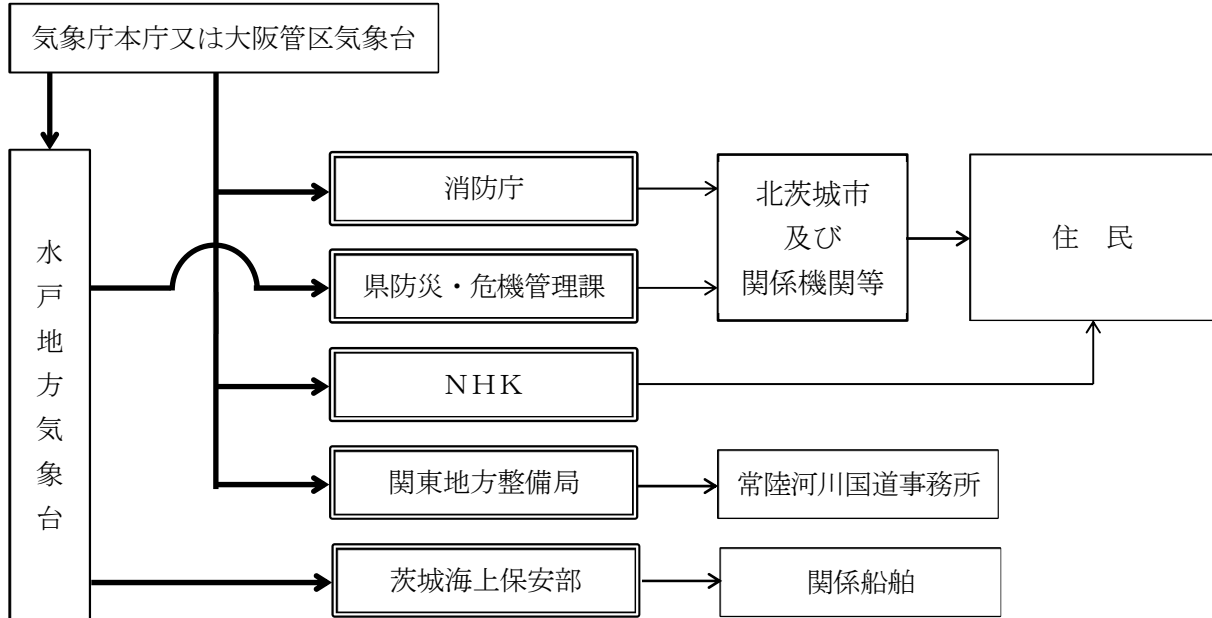 気象庁本庁又は大阪管区気象台
水戸地方気象台
消防庁
県防災・危機管理課
ＮＨＫ
関東地方整備局
茨城海上保安部
北茨城市
及び
関係機関等
常陸河川国道事務所
関係船舶
住　民